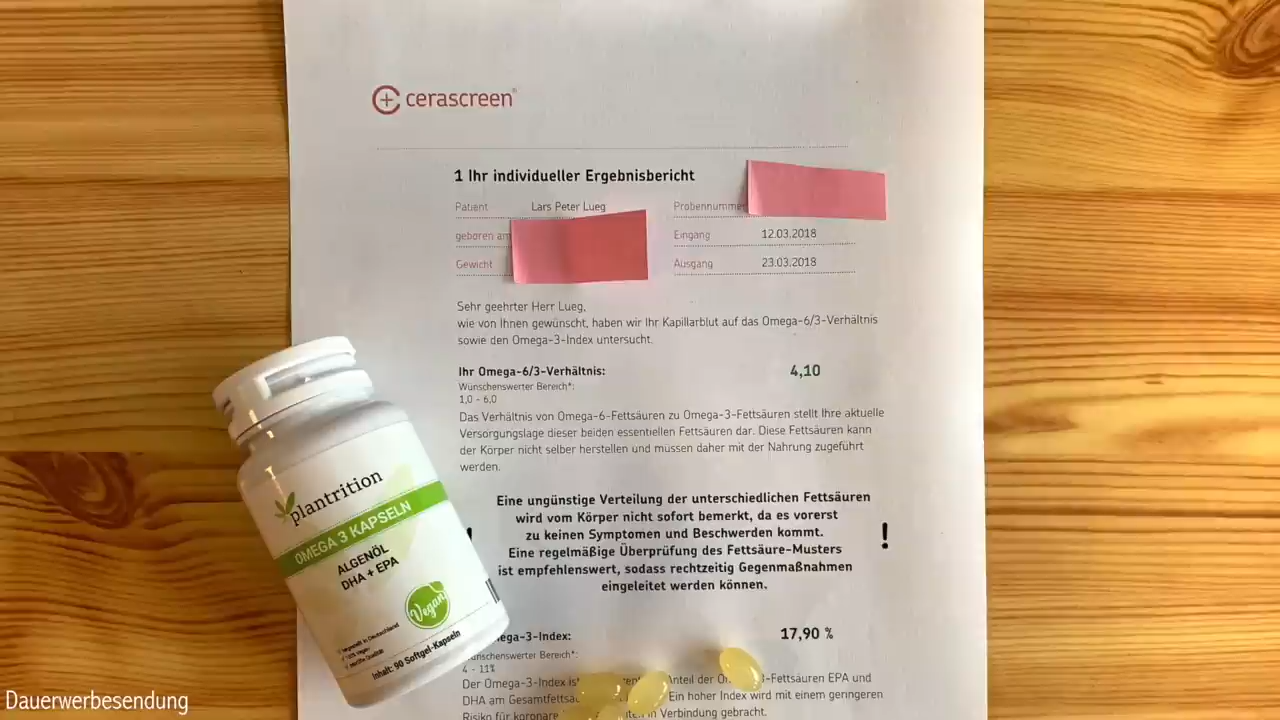 cerascreen®
1 Ihr individueller Ergebnisbericht
Patient Lars Peter Lueg
Probennummer
geboren am
Eingang 12.03.2018
Gewicht
Ausgang 23.03.2018
Sehr geehrter Herr Lueg,
wie von Ihnen gewünscht, haben wir Ihr Kapillarblut auf das Omega-6/3-Verhältnis
sowie den Omega-3-Index untersucht.
Ihr Omega-6/3-Verhältnis: 4,10
Wünschenswerter Bereich*:
1,0 - 6,0
Das Verhältnis von Omega-6-Fettsäuren zu Omega-3-Fettsäuren stellt Ihre aktuelle
Versorgungslage dieser beiden essentiellen Fettsäuren dar. Diese Fettsäuren kann
der Körper nicht selber herstellen und müssen daher mit der Nahrung zugeführt
werden.
Eine ungünstige Verteilung der unterschiedlichen Fettsäuren
wird vom Körper nicht sofort bemerkt, da es vorerst
zu keinen Symptomen und Beschwerden kommt.
!
Eine regelmäßige Überprüfung des Fettsäure-Musters
ist empfehlenswert, sodass rechtzeitig Gegenmaßnahmen
eingeleitet werden können.
ega-3-Index: 17,90 %
nschenswerter Bereich*:
4 - 11%
Der Omega-3-Index is Anteil der 3-Fettsäuren EPA und
DHA am Gesamtfettsä Ein hoher Index wird mit einem geringeren
Risiko für koronare in Verbindung gebracht.
plantrition
OMEGA 3 KAPSELN
ALGENÖL
DHA + EPA
Vegan
Inhalt: 90 Softgel-Kapseln
Dauerwerbesendung